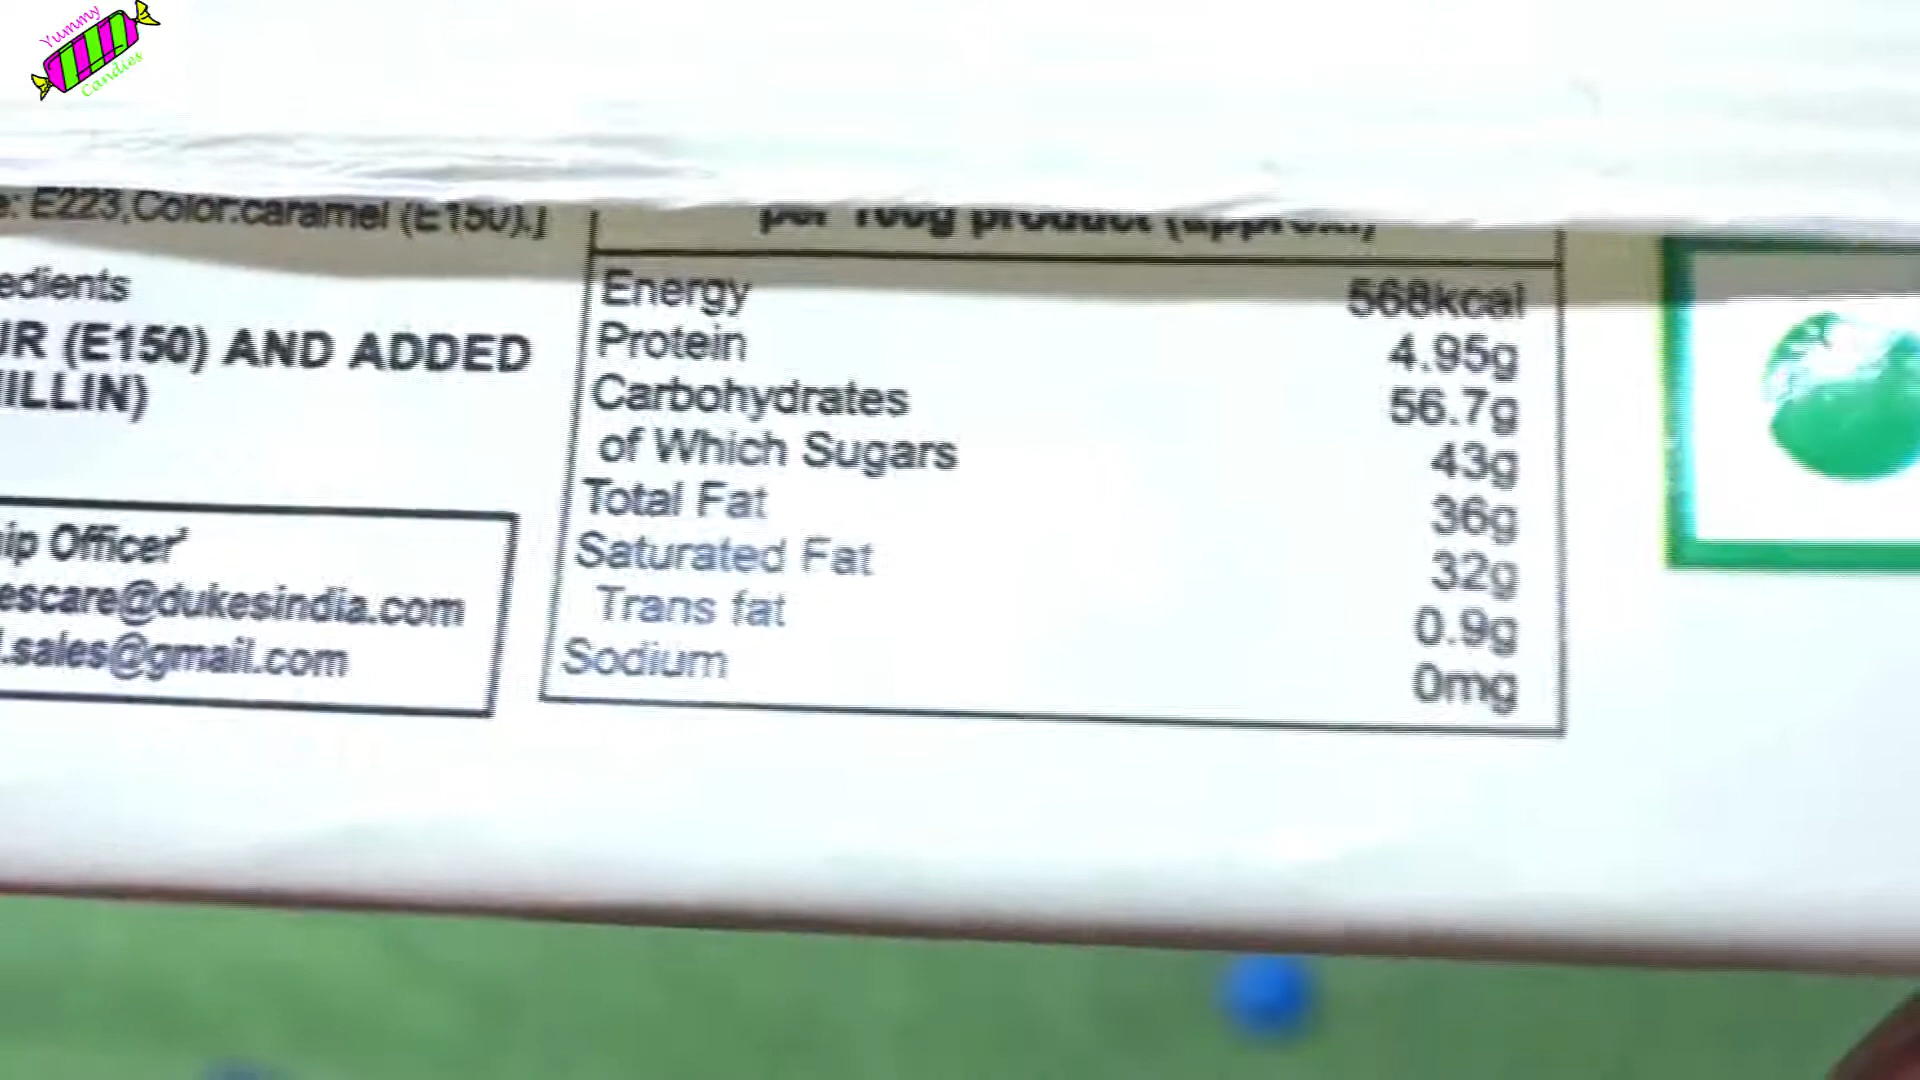 Yummy
Candies
e: E223,Color:caramel (E150).]
edients
UR (E150) AND ADDED
NILLIN)
ip Officer'
escare@dukesindia.com
l.sales@gmail.com
per 100g product (approx.)
Energy 568kcal
Protein 4.95g
Carbohydrates 56.7g
of Which Sugars 43g
Total Fat 36g
Saturated Fat 32g
Trans fat 0.9g
Sodium 0mg